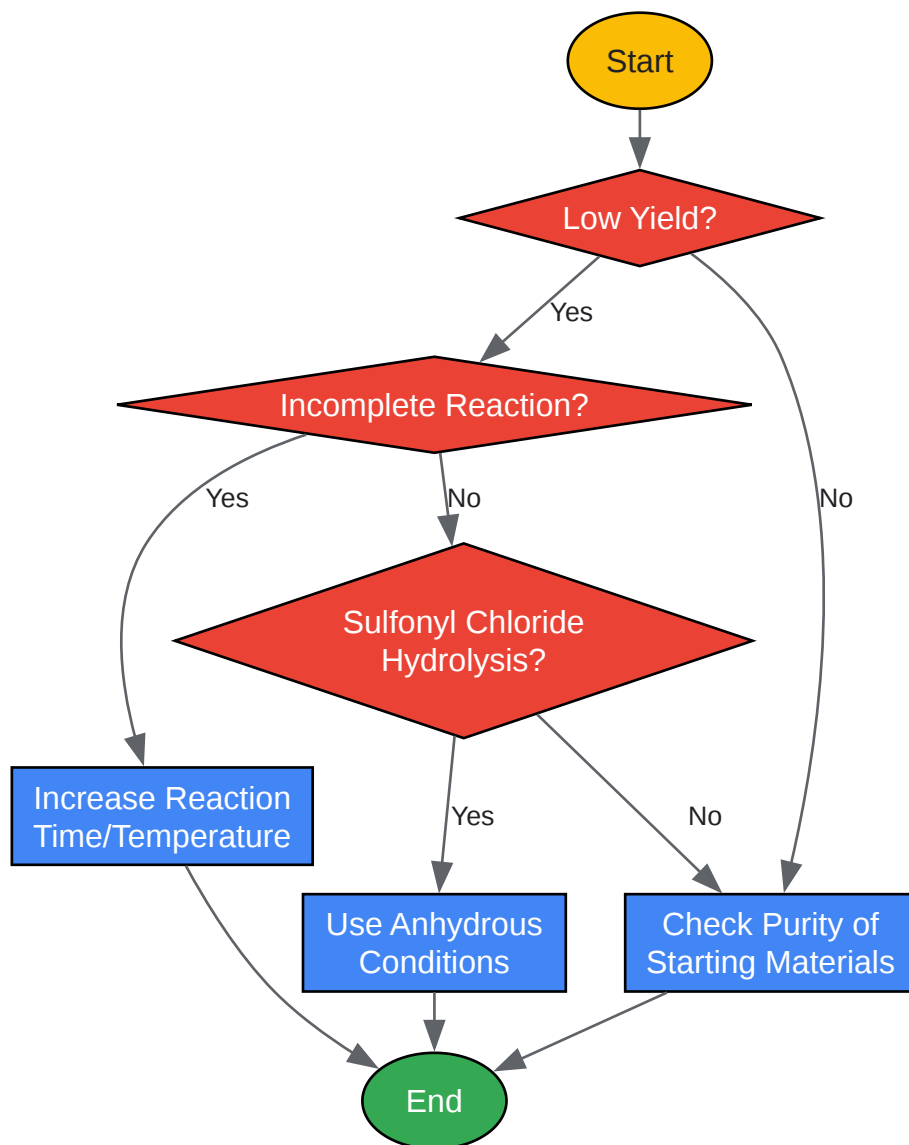 Start
Low Yield?
Yes
Incomplete Reaction?
Yes
No
No
Sulfonyl Chloride
Hydrolysis?
Increase Reaction
Time/Temperature
Yes
No
Use Anhydrous
Conditions
Check Purity of
Starting Materials
End